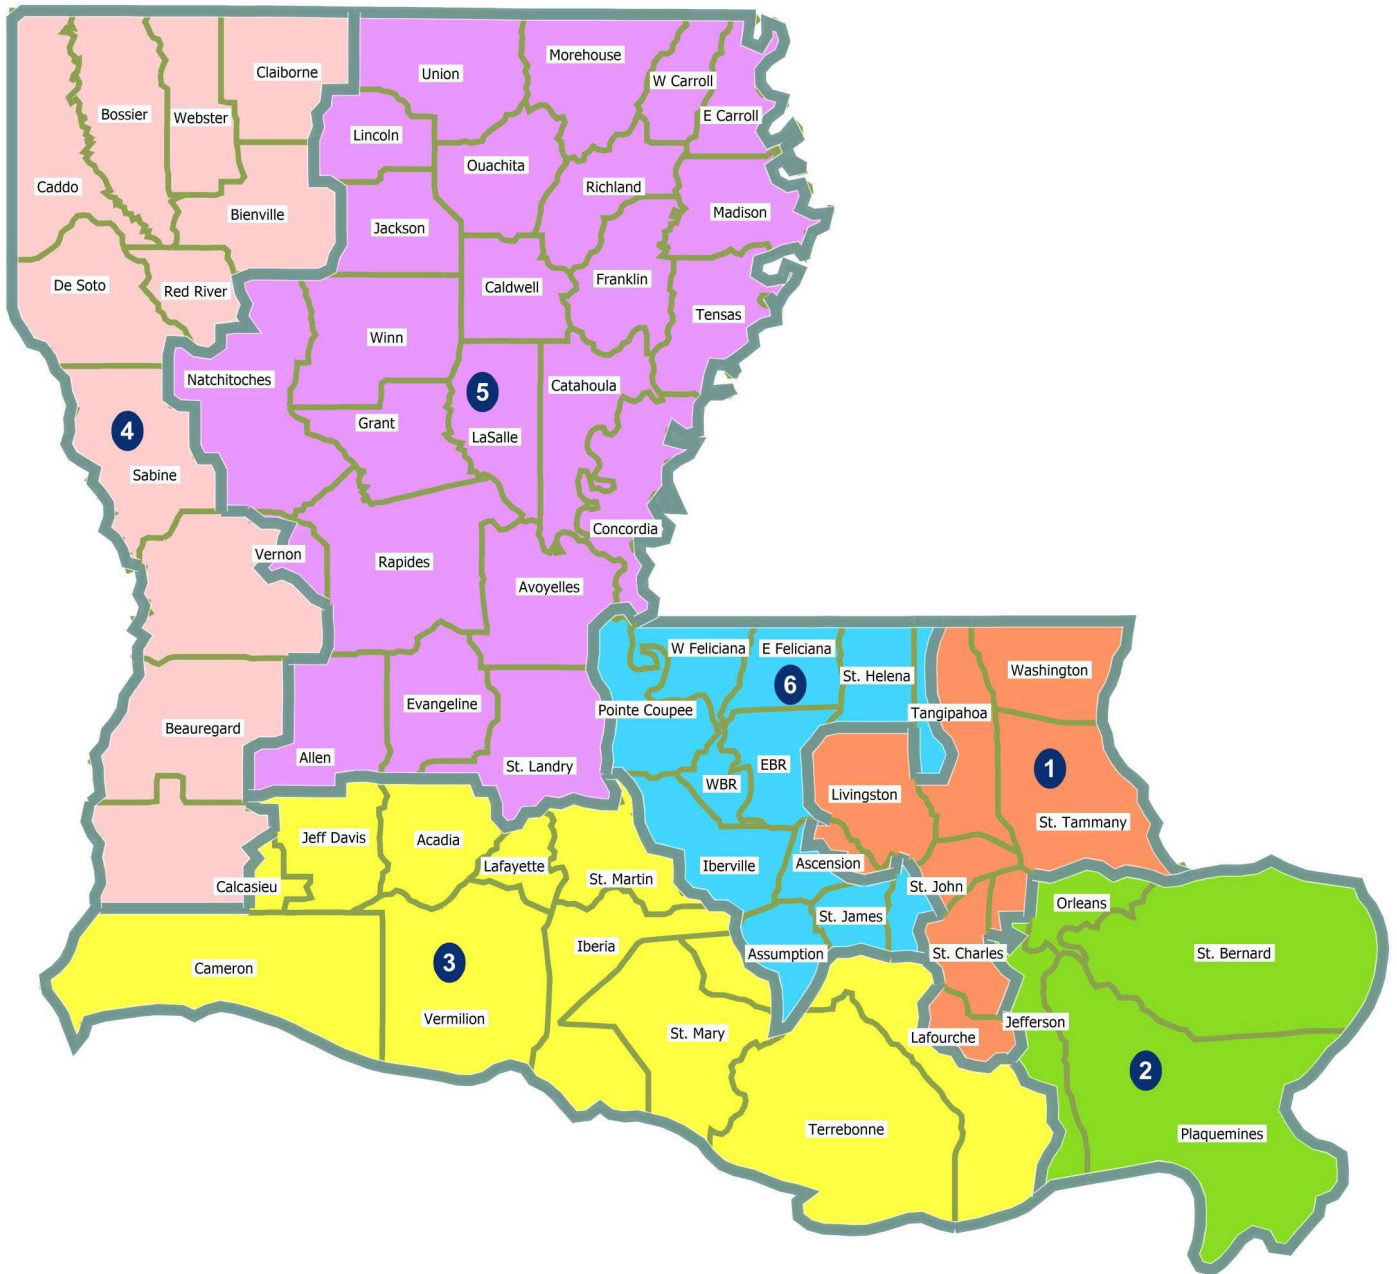 Morehouse
Union
Claiborne
W Carroll
Bossier
Webster
E Carroll
Lincoln
Ouachita
Caddo
Richland
Bienville
Madison
Jackson
De Soto
Red River
Caldwell
Franklin
Tensas
Winn
Natchitoches
5
Catahoula
Grant
4
LaSalle
Sabine
Concordia
Vernon
Rapides
Avoyelles
W Feliciana
E Feliciana
Washington
St. Helena
6
Evangeline
Pointe Coupee
Tangipahoa
Beauregard
Allen
St. Landry
EBR
1
WBR
Livingston
St. Tammany
Jeff Davis
Acadia
Lafayette
Iberville
Ascension
St. Martin
Calcasieu
St. John
Orleans
St. James
Iberia
Assumption
St. Charles
St. Bernard
Cameron
3
Vermilion
St. Mary
Jefferson
Lafourche
2
Terrebonne
Plaquemines